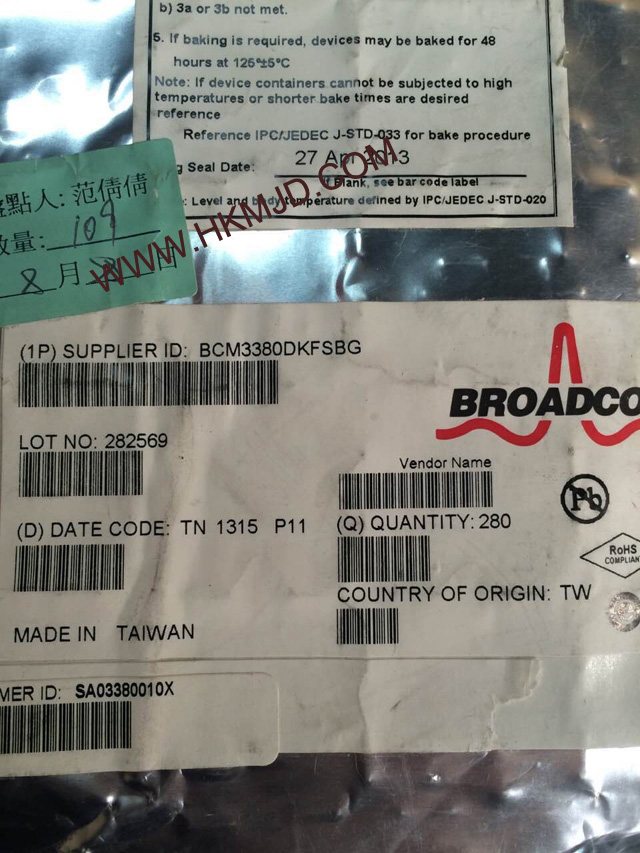 b) 3a or 3b not met.
5. If baking is required, devices may be baked for 48
hours at 125°±5°C
Note: If device containers cannot be subjected to high
temperatures or shorter bake times are desired
reference
Reference IPC/JEDEC J-STD-033 for bake procedure
g Seal Date: 27 Apr 2013
If Blank, see bar code label
: Level and body temperature defined by IPC/JEDEC J-STD-020
點人: 范倩倩
數量: 109
8 月 日
WWW.HKMJD.COM
(1P) SUPPLIER ID: BCM3380DKFSBG
BROADCO
LOT NO: 282569
Vendor Name
Pb
(D) DATE CODE: TN 1315 P11
(Q) QUANTITY: 280
RoHS
COMPLIAN
COUNTRY OF ORIGIN: TW
MADE IN TAIWAN
MER ID: SA03380010X